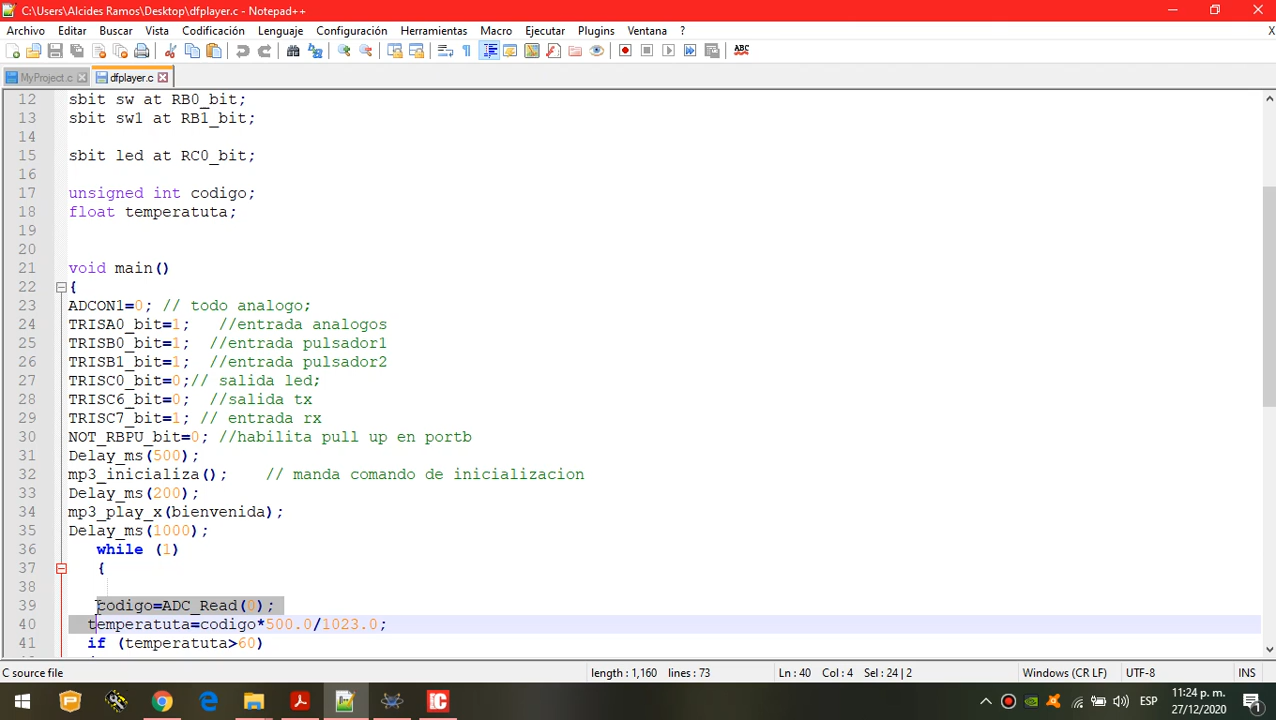 C:\Users\Alcides Ramos\Desktop\dfplayer.c - Notepad++
Archivo Editar Buscar Vista Codificación Lenguaje Configuración Herramientas Macro Ejecutar Plugins Ventana ? X
MyProject.c dfplayer.c
12 sbit sw at RB0_bit;
13 sbit sw1 at RB1_bit;
14
15 sbit led at RC0_bit;
16
17 unsigned int codigo;
18 float temperatuta;
19
20
21 void main()
22 {
23 ADCON1=0; // todo analogo;
24 TRISA0_bit=1; //entrada analogos
25 TRISB0_bit=1; //entrada pulsador1
26 TRISB1_bit=1; //entrada pulsador2
27 TRISC0_bit=0;// salida led;
28 TRISC6_bit=0; //salida tx
29 TRISC7_bit=1; // entrada rx
30 NOT_RBPU_bit=0; //habilita pull up en portb
31 Delay_ms(500);
32 mp3_inicializa(); // manda comando de inicializacion
33 Delay_ms(200);
34 mp3_play_x(bienvenida);
35 Delay_ms(1000);
36 while (1)
37 {
38
39 codigo=ADC_Read(0);
40 temperatuta=codigo*500.0/1023.0;
41 if (temperatuta>60)
C source file length : 1,160 lines : 73 Ln : 40 Col : 4 Sel : 24 | 2 Windows (CR LF) UTF-8 INS
ESP 11:24 p. m.
27/12/2020